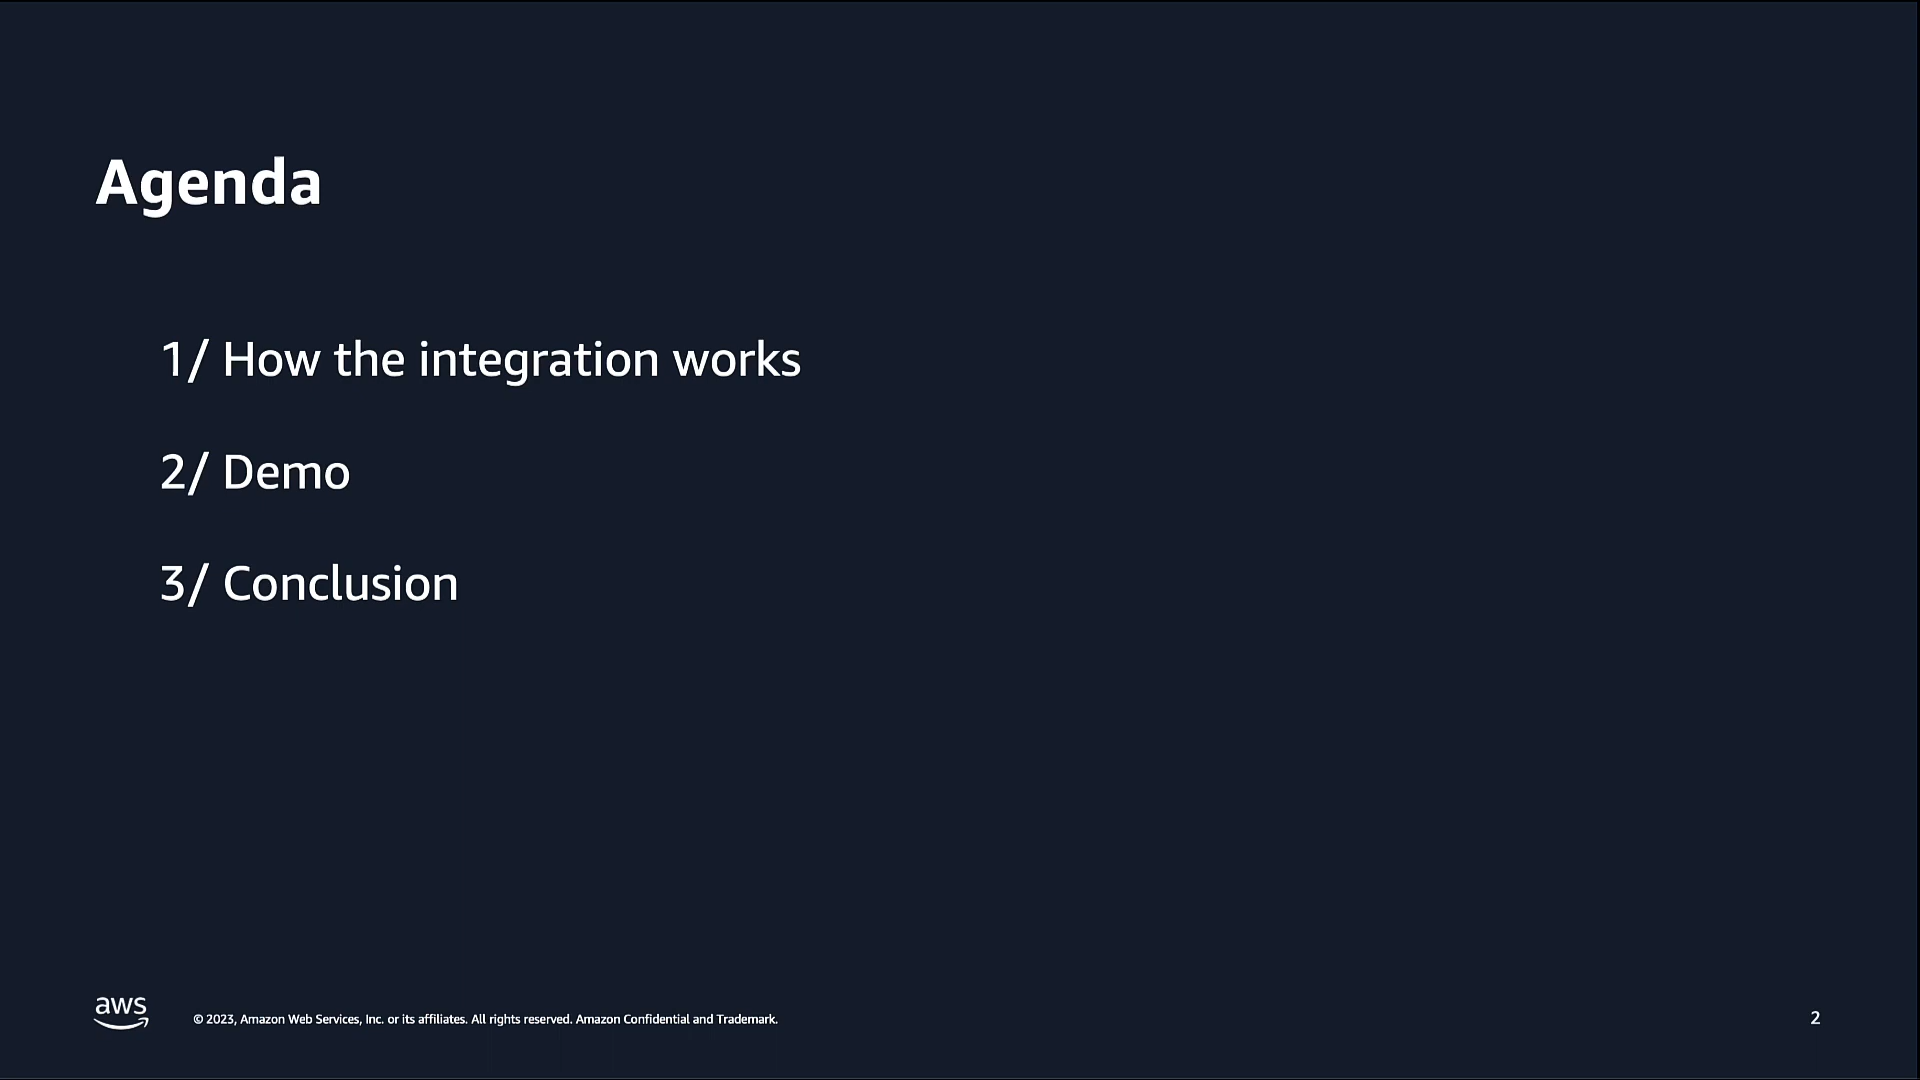 Agenda
1/ How the integration works
2/ Demo
3/ Conclusion
aws
© 2023, Amazon Web Services, Inc. or its affiliates. All rights reserved. Amazon Confidential and Trademark.
2